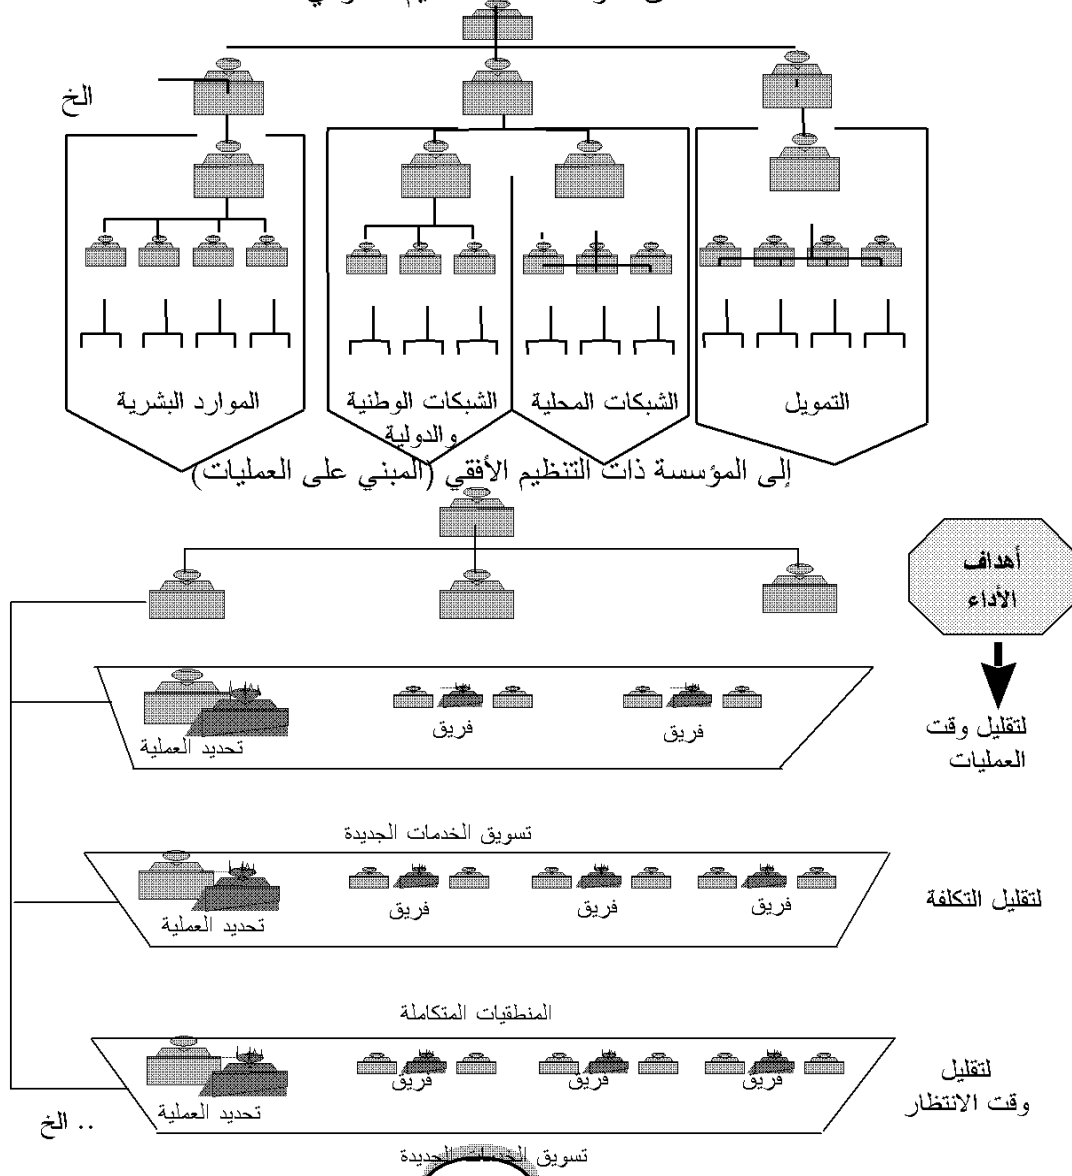 الخ
الموارد البشرية
الشبكات الوطنية
والدولية
الشبكات المحلية
التمويل
إلى المؤسسة ذات التنظيم الأفقي (المبني على العمليات)
أهداف
الأداء
تحديد العملية
فريق
فريق
لتقليل وقت
العمليات
تسويق الخدمات الجديدة
تحديد العملية
فريق
فريق
فريق
لتقليل التكلفة
المنطقيات المتكاملة
تحديد العملية
فريق
فريق
فريق
لتقليل
وقت الانتظار
.. الخ
تسويق الخدمات الجديدة